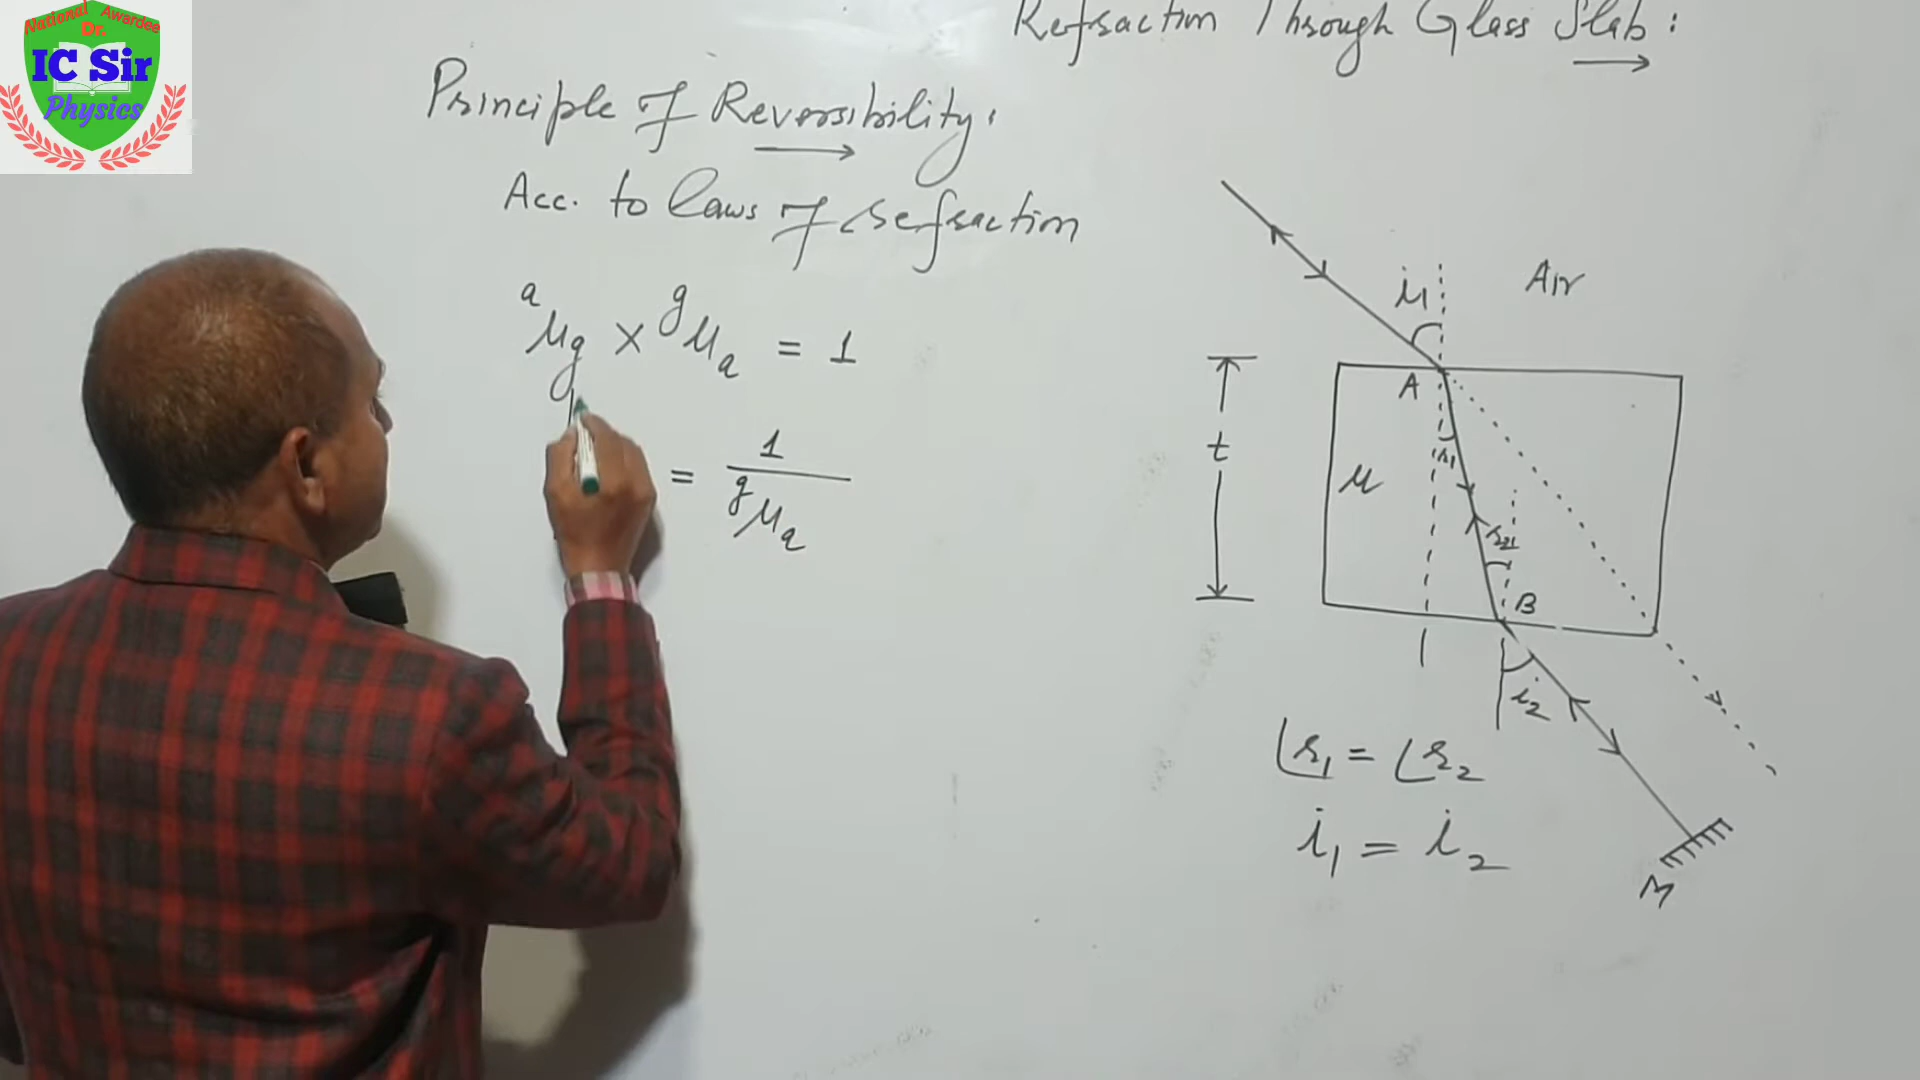 National Awardee
Dr.
IC Sir
Physics
Refraction Through Glass Slab:
Principle of Reversibility:
Acc. to laws of refraction
ᵃμg × ᵍμa = 1
= 1 / ᵍμa
i1
Air
A
t
μ
r1
r2
B
i2
∠r1 = ∠r2
i1 = i2
M